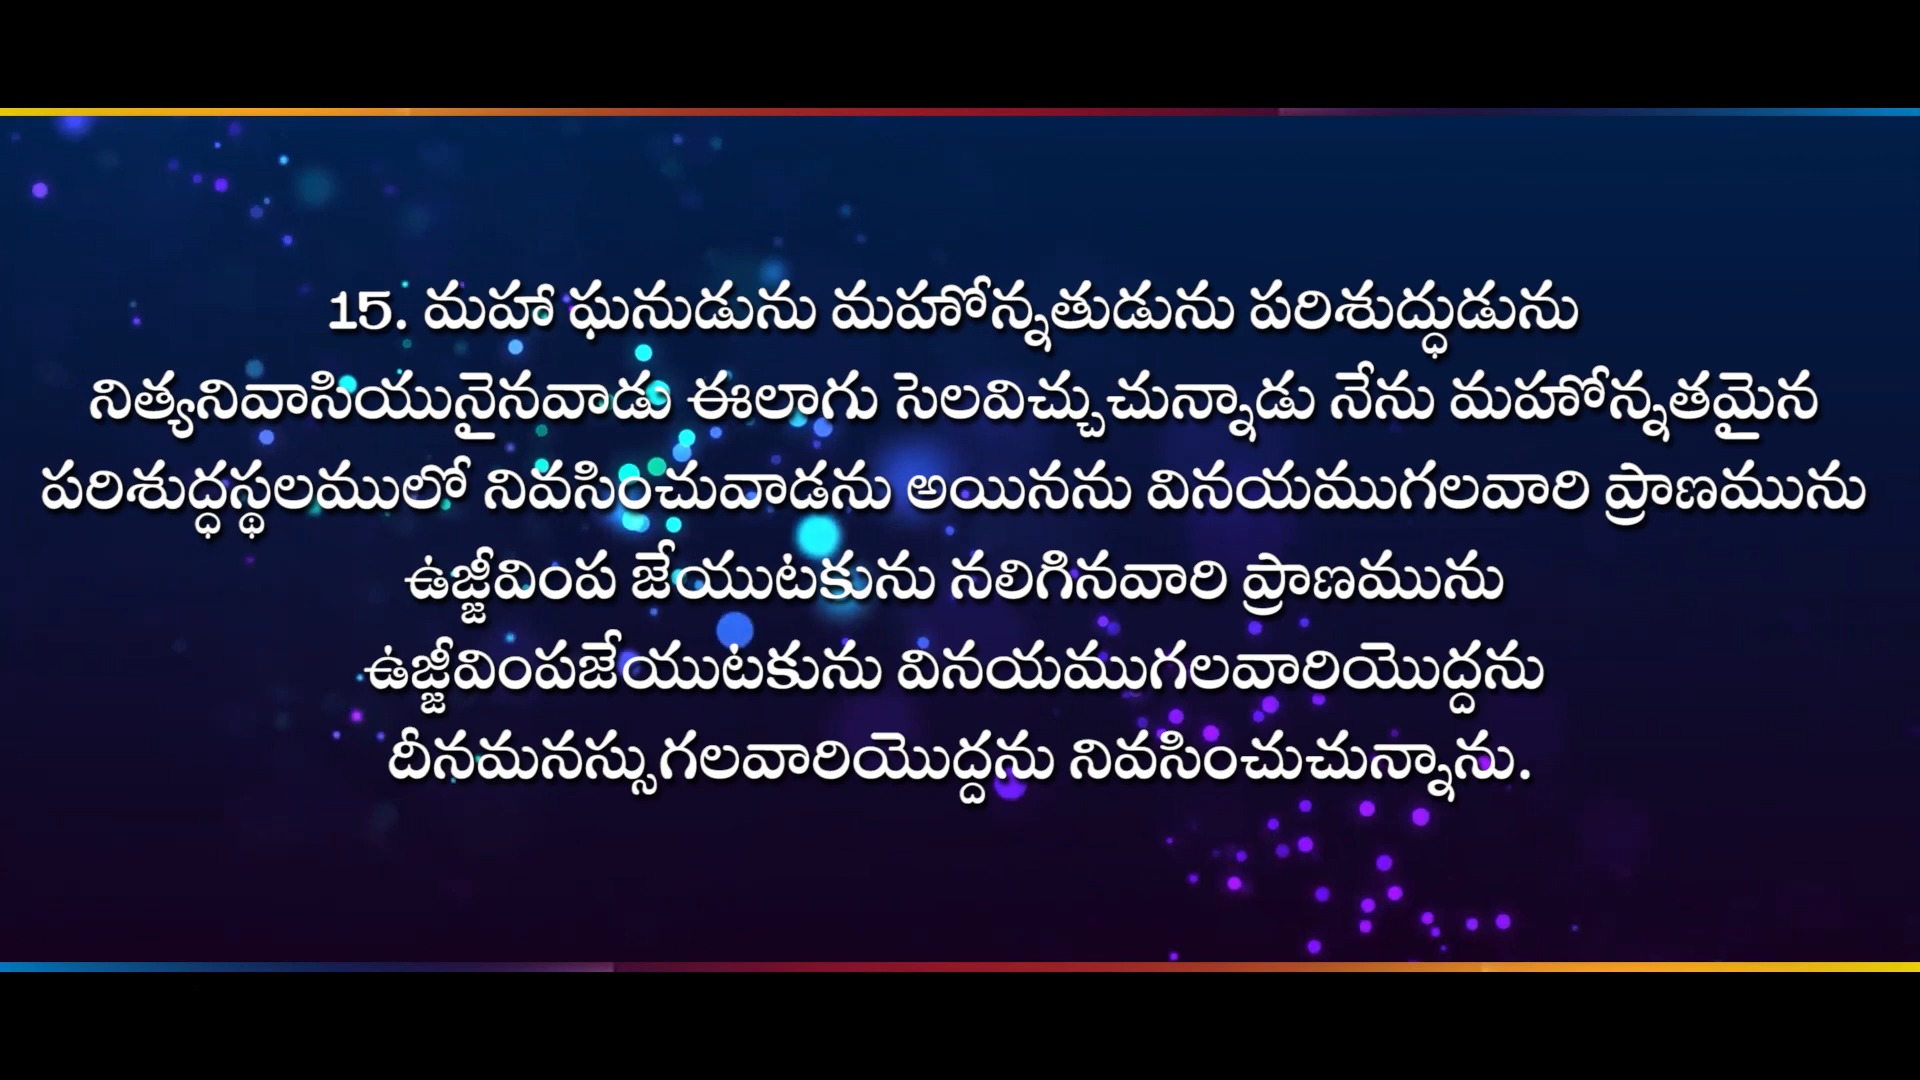 15. మహా ఘనుడును మహోన్నతుడును పరిశుద్ధుడును
నిత్యనివాసియునైనవాడు ఈలాగు సెలవిచ్చుచున్నాడు నేను మహోన్నతమైన
పరిశుద్ధస్థలములో నివసించువాడను అయినను వినయముగలవారి ప్రాణమును
ఉజ్జీవింప జేయుటకును నలిగినవారి ప్రాణమును
ఉజ్జీవింపజేయుటకును వినయముగలవారియొద్దను
దీనమనస్సుగలవారియొద్దను నివసించుచున్నాను.